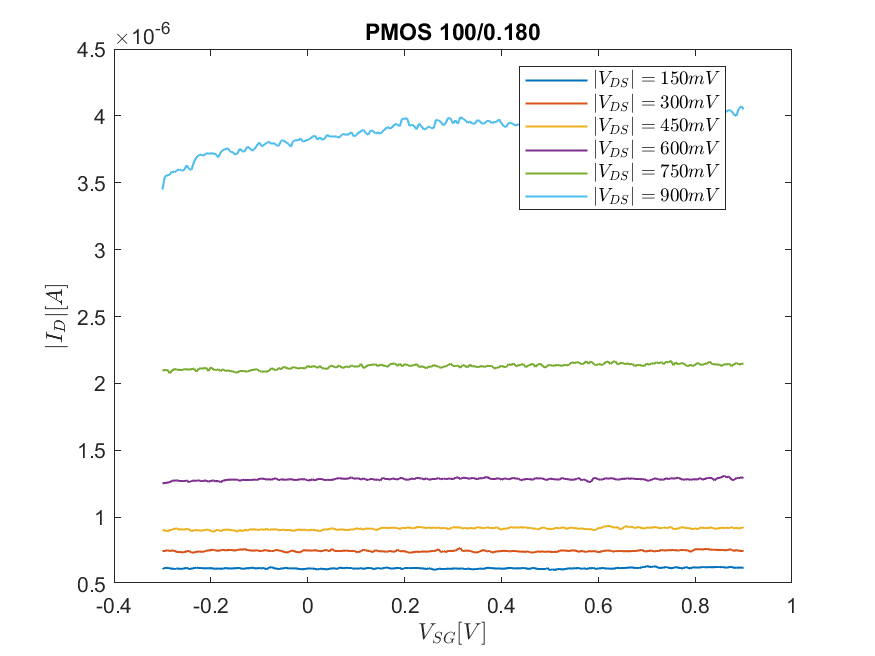 PMOS 100/0.180
×10^-6
4.5
4
3.5
3
2.5
2
1.5
1
0.5
|I_D|[A]
|V_DS| = 150mV
|V_DS| = 300mV
|V_DS| = 450mV
|V_DS| = 600mV
|V_DS| = 750mV
|V_DS| = 900mV
-0.4 -0.2 0 0.2 0.4 0.6 0.8 1
V_SG[V]